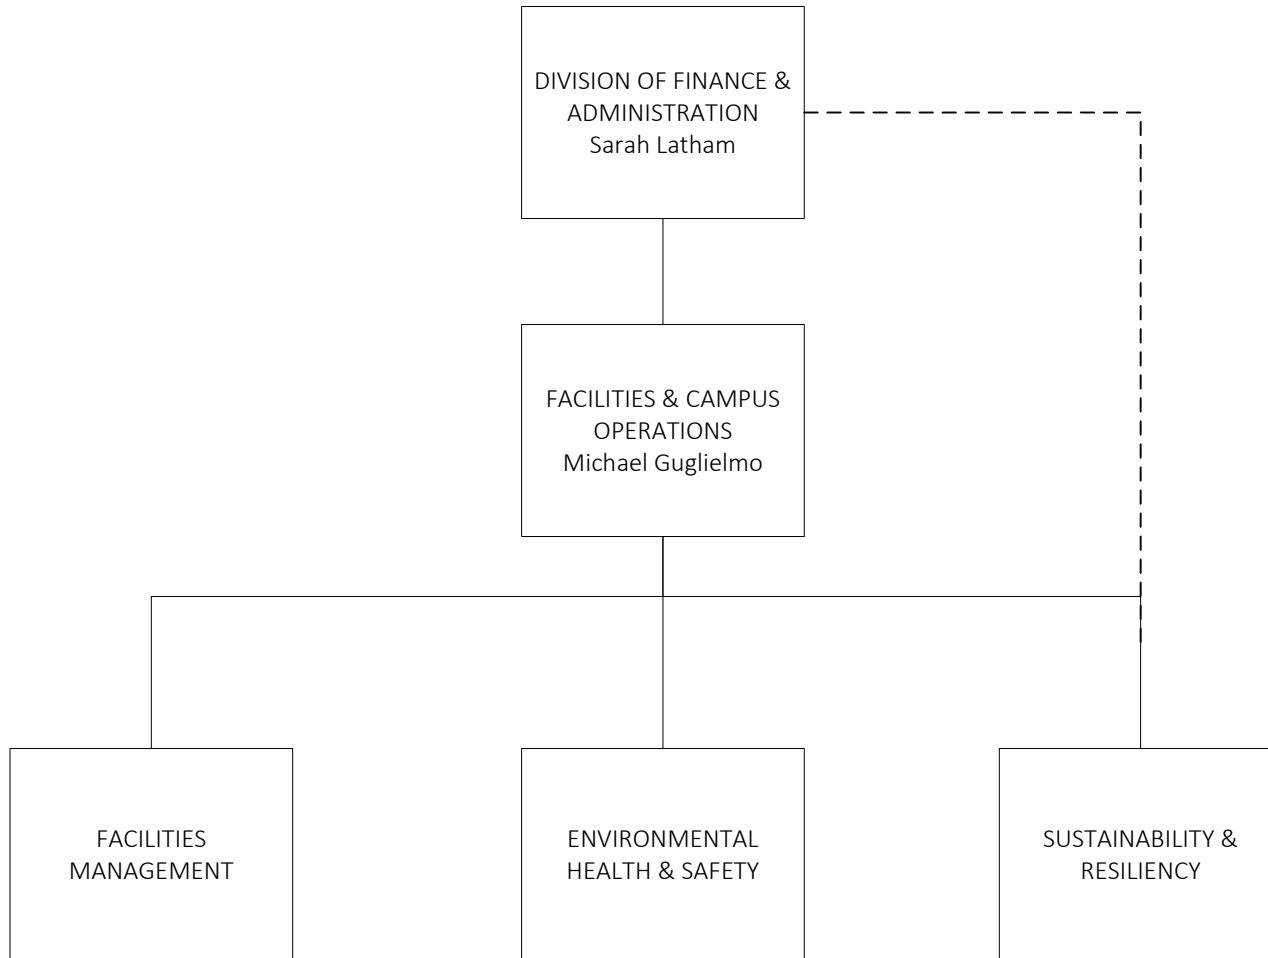 DIVISION OF FINANCE &
ADMINISTRATION
Sarah Latham
FACILITIES & CAMPUS
OPERATIONS
Michael Guglielmo
FACILITIES
MANAGEMENT
ENVIRONMENTAL
HEALTH & SAFETY
SUSTAINABILITY &
RESILIENCY